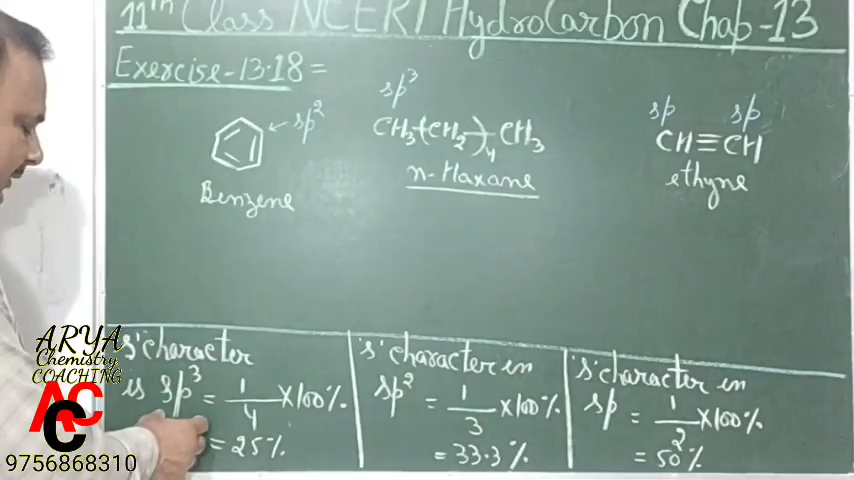 11th Class NCERT HydroCarbon Chap-13
Exercise-13.18 =
sp²
Benzene
sp³
CH₃-(CH₂)₄-CH₃
n-Haxane
sp sp
CH≡CH
ethyne
's' character
is sp³ = 1/4 ×100%.
= 25%
's' character in
sp² = 1/3 ×100%
= 33.3%
's' character in
sp = 1/2 ×100%
= 50%
ARYA
Chemistry
COACHING
ACC
9756868310